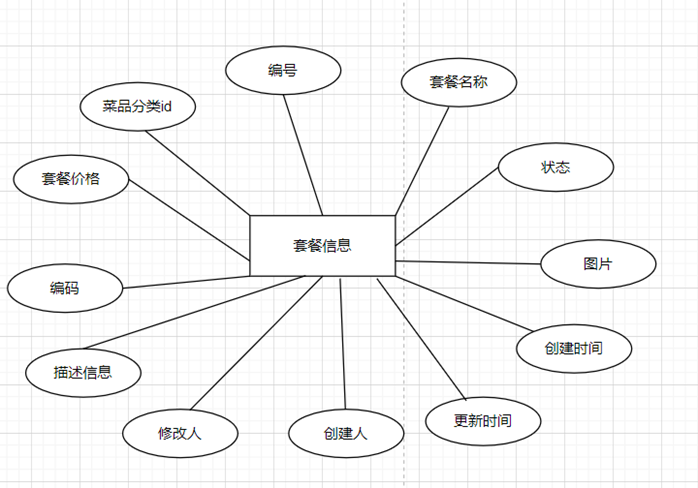 编号
套餐名称
菜品分类id
状态
套餐价格
套餐信息
图片
编码
创建时间
描述信息
更新时间
修改人
创建人